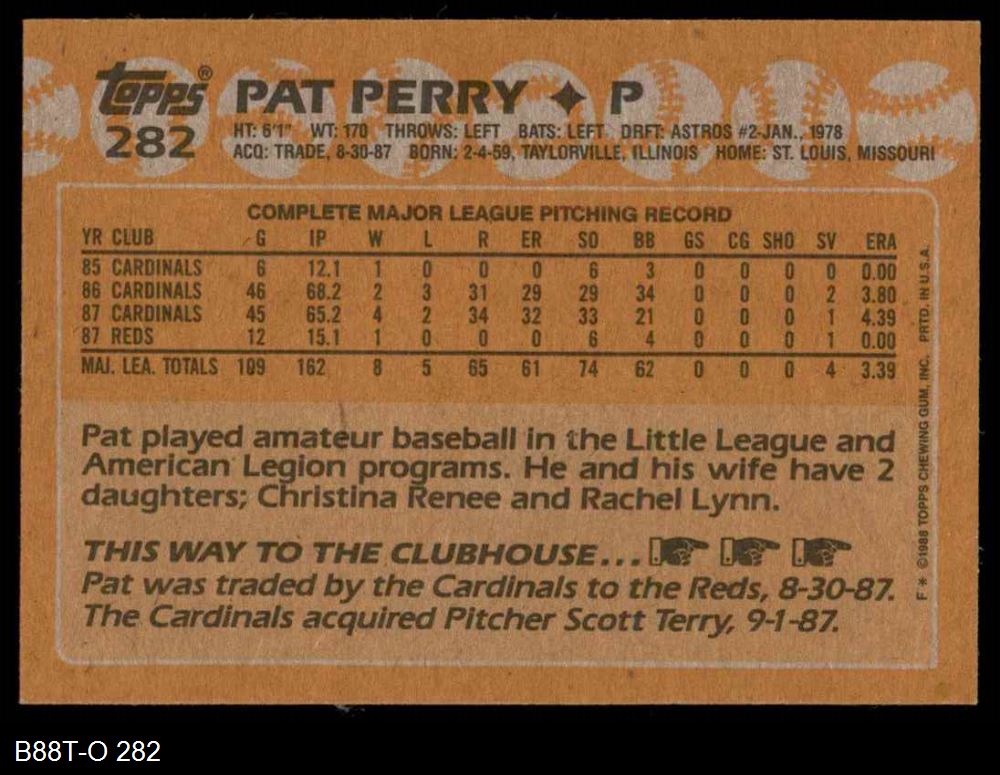 Topps®
282
PAT PERRY ✦ P
HT: 6'1" WT: 170 THROWS: LEFT BATS: LEFT DRFT: ASTROS #2-JAN., 1978
ACQ: TRADE, 8-30-87 BORN: 2-4-59, TAYLORVILLE, ILLINOIS HOME: ST. LOUIS, MISSOURI
COMPLETE MAJOR LEAGUE PITCHING RECORD
YR CLUB G IP W L R ER SO BB GS CG SHO SV ERA
85 CARDINALS 6 12.1 1 0 0 0 6 3 0 0 0 0 0.00
86 CARDINALS 46 68.2 2 3 31 29 29 34 0 0 0 2 3.80
87 CARDINALS 45 65.2 4 2 34 32 33 21 0 0 0 1 4.39
87 REDS 12 15.1 1 0 0 0 6 4 0 0 0 1 0.00
MAJ. LEA. TOTALS 109 162 8 5 65 61 74 62 0 0 0 4 3.39
Pat played amateur baseball in the Little League and
American Legion programs. He and his wife have 2
daughters; Christina Renee and Rachel Lynn.
THIS WAY TO THE CLUBHOUSE...
Pat was traded by the Cardinals to the Reds, 8-30-87.
The Cardinals acquired Pitcher Scott Terry, 9-1-87.
F * ©1988 TOPPS CHEWING GUM, INC. PRTD. IN U.S.A.
B88T-O 282